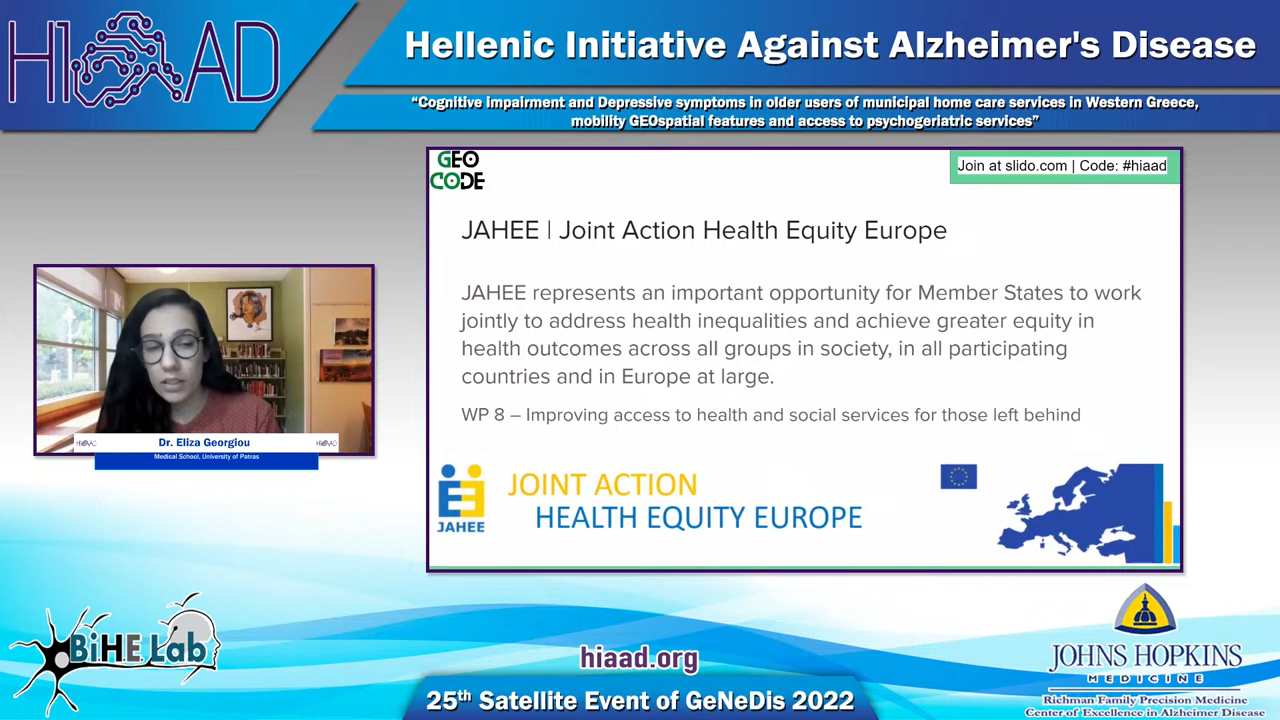 HIAAD
Hellenic Initiative Against Alzheimer's Disease
“Cognitive impairment and Depressive symptoms in older users of municipal home care services in Western Greece,
mobility GEOspatial features and access to psychogeriatric services”
GEO
CODE
Join at slido.com | Code: #hiaad
JAHEE | Joint Action Health Equity Europe
JAHEE represents an important opportunity for Member States to work
jointly to address health inequalities and achieve greater equity in
health outcomes across all groups in society, in all participating
countries and in Europe at large.
WP 8 – Improving access to health and social services for those left behind
JAHEE
JOINT ACTION
HEALTH EQUITY EUROPE
HIAAD
Dr. Eliza Georgiou
HIAAD
Medical School, University of Patras
BiHE Lab
hiaad.org
25th Satellite Event of GeNeDis 2022
JOHNS HOPKINS
MEDICINE
Richman Family Precision Medicine
Center of Excellence in Alzheimer Disease